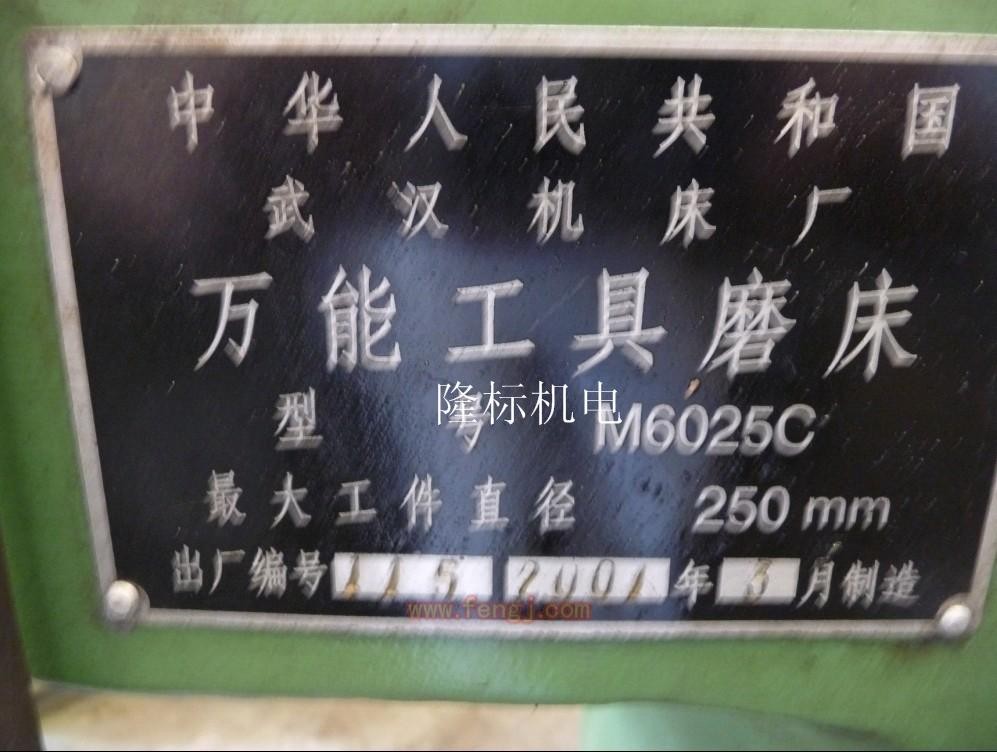 中华人民共和国
武汉机床厂
万能工具磨床
型号 M6025C
隆标机电
最大工件直径 250 mm
出厂编号 115 2001 年 3 月制造
www.fengj.com